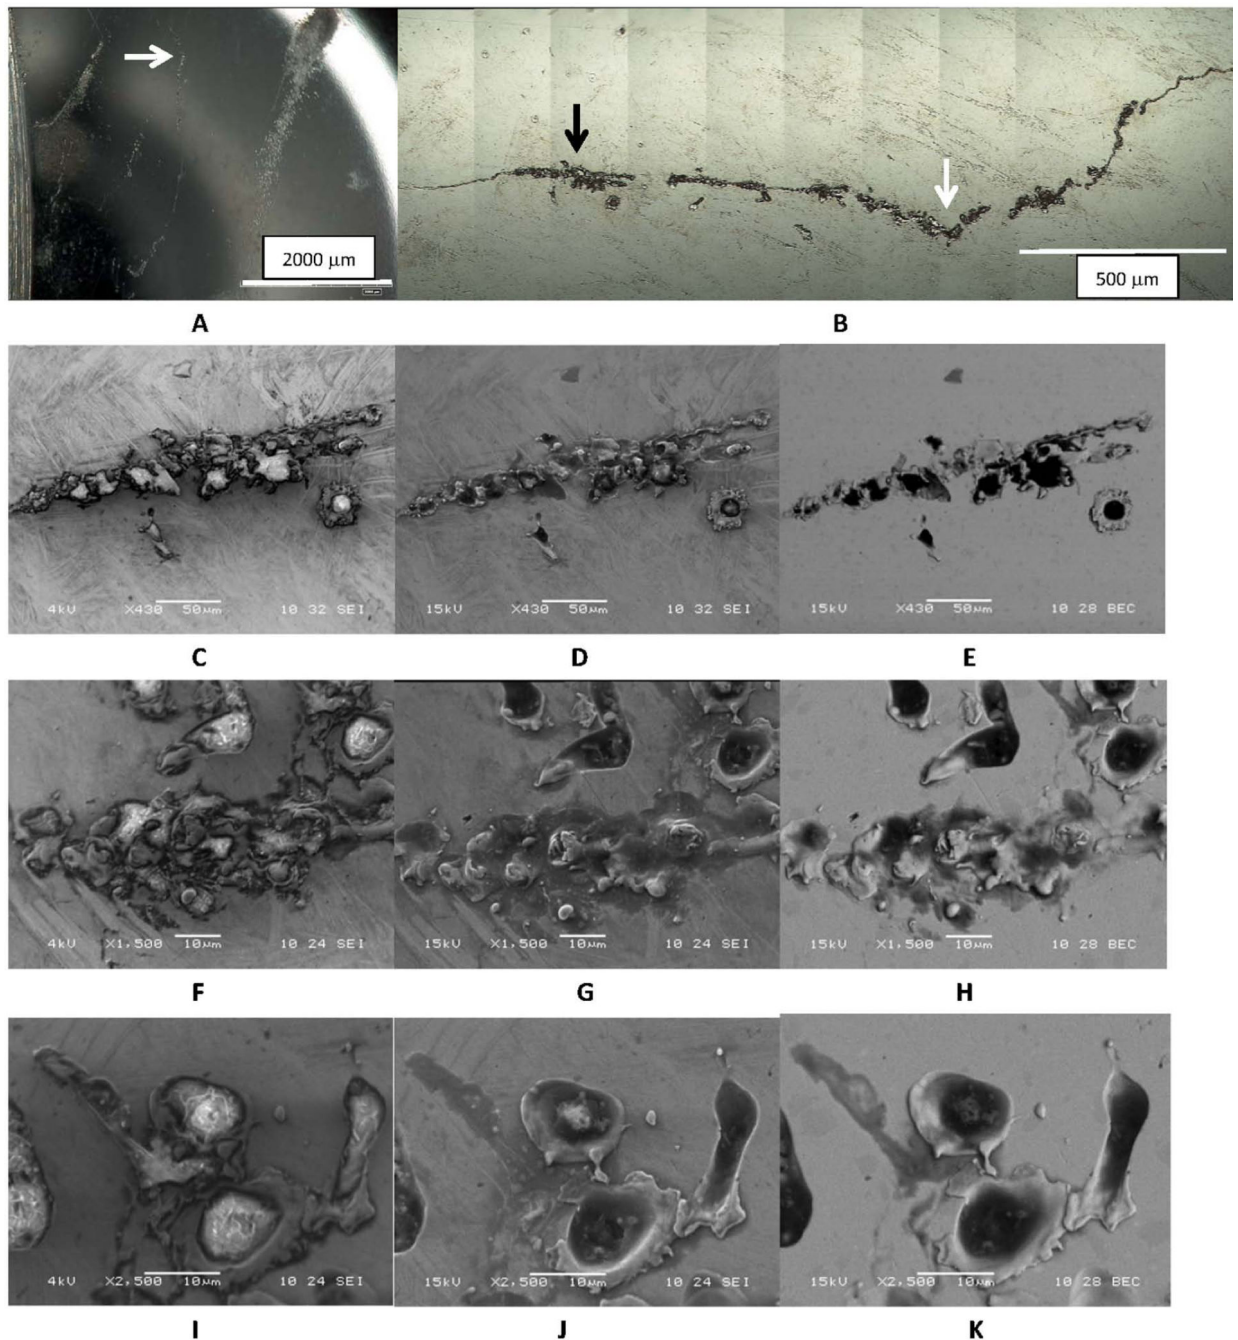 2000 μm
500 μm
A
B
4kV X430 50μm 10 32 SEI
15kV X430 50μm 10 32 SEI
15kV X430 50μm 10 28 BEC
C
D
E
4kV X1,500 10μm 10 24 SEI
15kV X1,500 10μm 10 24 SEI
15kV X1,500 10μm 10 28 BEC
F
G
H
4kV X2,500 10μm 10 24 SEI
15kV X2,500 10μm 10 24 SEI
15kV X2,500 10μm 10 28 BEC
I
J
K